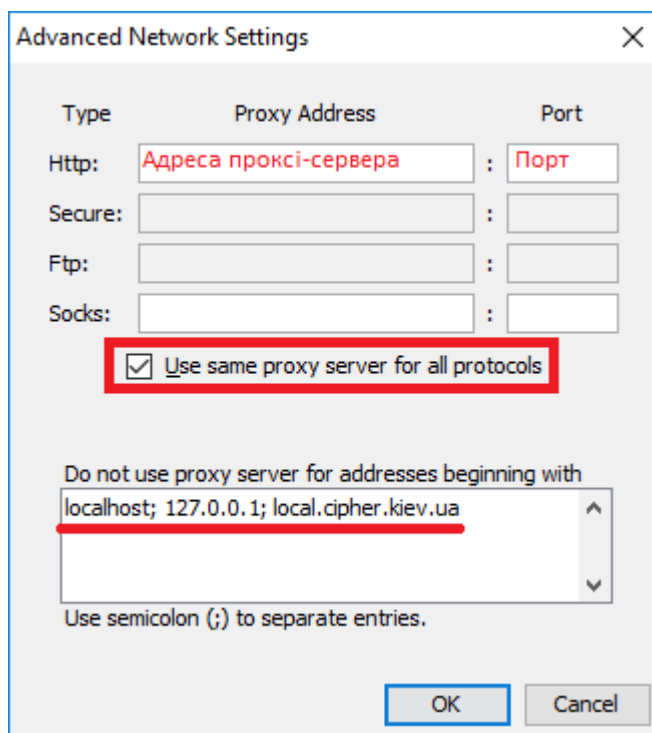 Advanced Network Settings
Type Proxy Address Port
Http: Адреса проксі-сервера : Порт
Secure: :
Ftp: :
Socks: :
Use same proxy server for all protocols
Do not use proxy server for addresses beginning with
localhost; 127.0.0.1; local.cipher.kiev.ua
Use semicolon (;) to separate entries.
OK Cancel